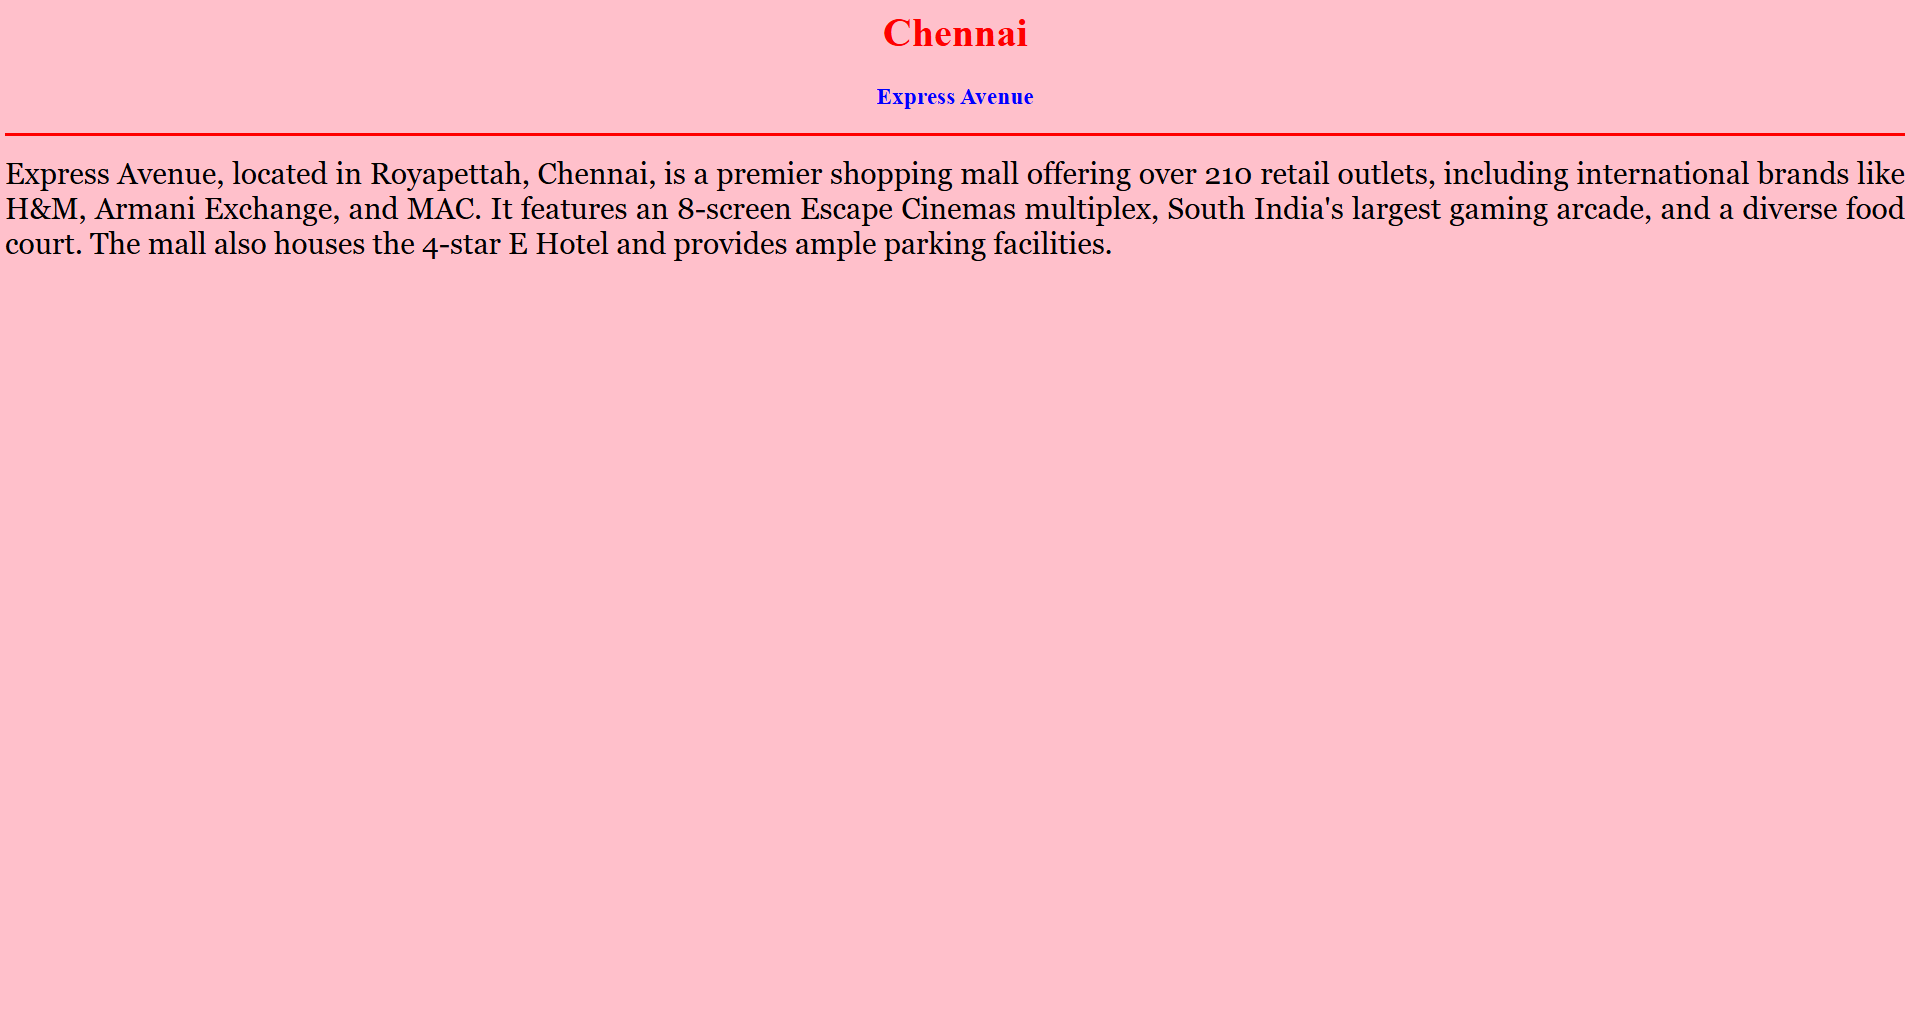 Chennai
Express Avenue
Express Avenue, located in Royapettah, Chennai, is a premier shopping mall offering over 210 retail outlets, including international brands like
H&M, Armani Exchange, and MAC. It features an 8-screen Escape Cinemas multiplex, South India's largest gaming arcade, and a diverse food
court. The mall also houses the 4-star E Hotel and provides ample parking facilities.